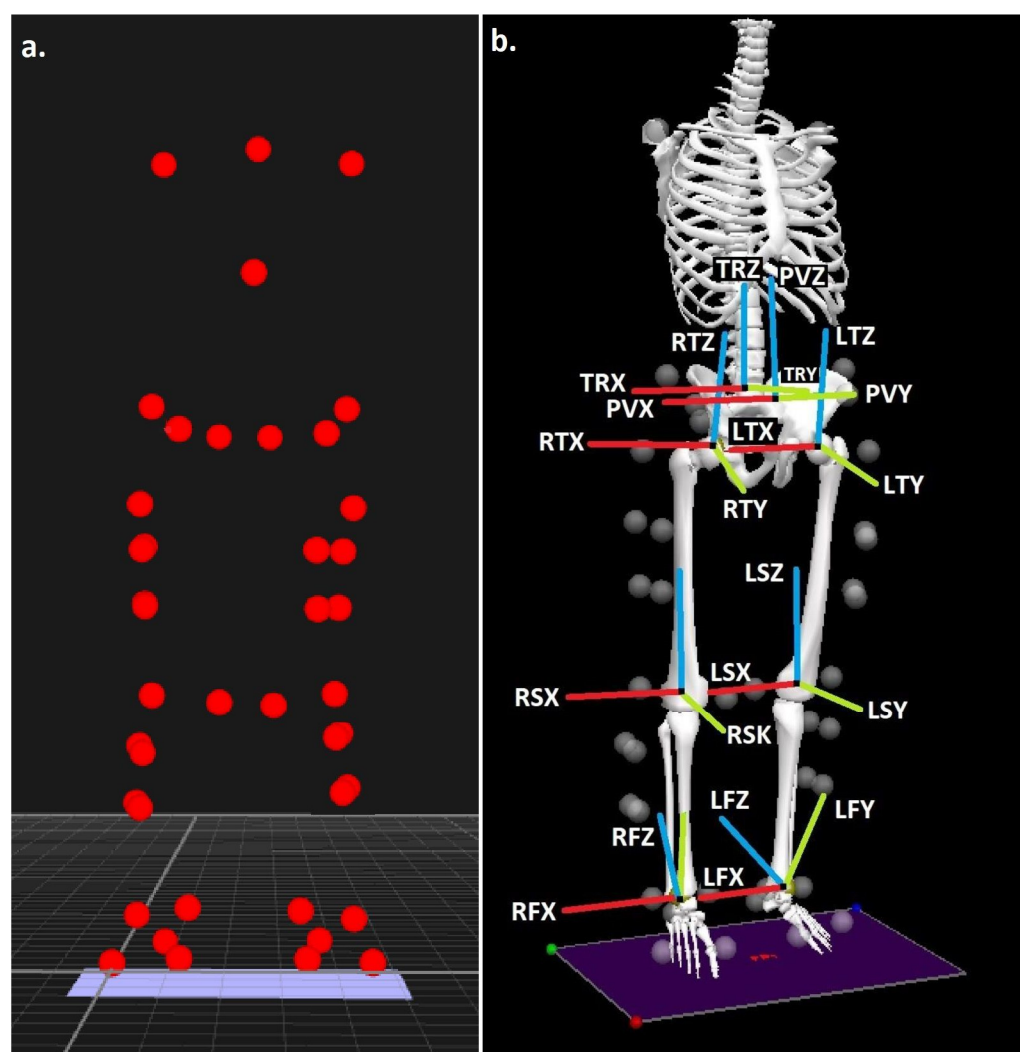 a.
b.
TRZ
PVZ
RTZ
LTZ
TRX
TRY
PVX
PVY
RTX
LTX
LTY
RTY
LSZ
LSX
RSX
LSY
RSK
LFZ
LFY
RFZ
LFX
RFX